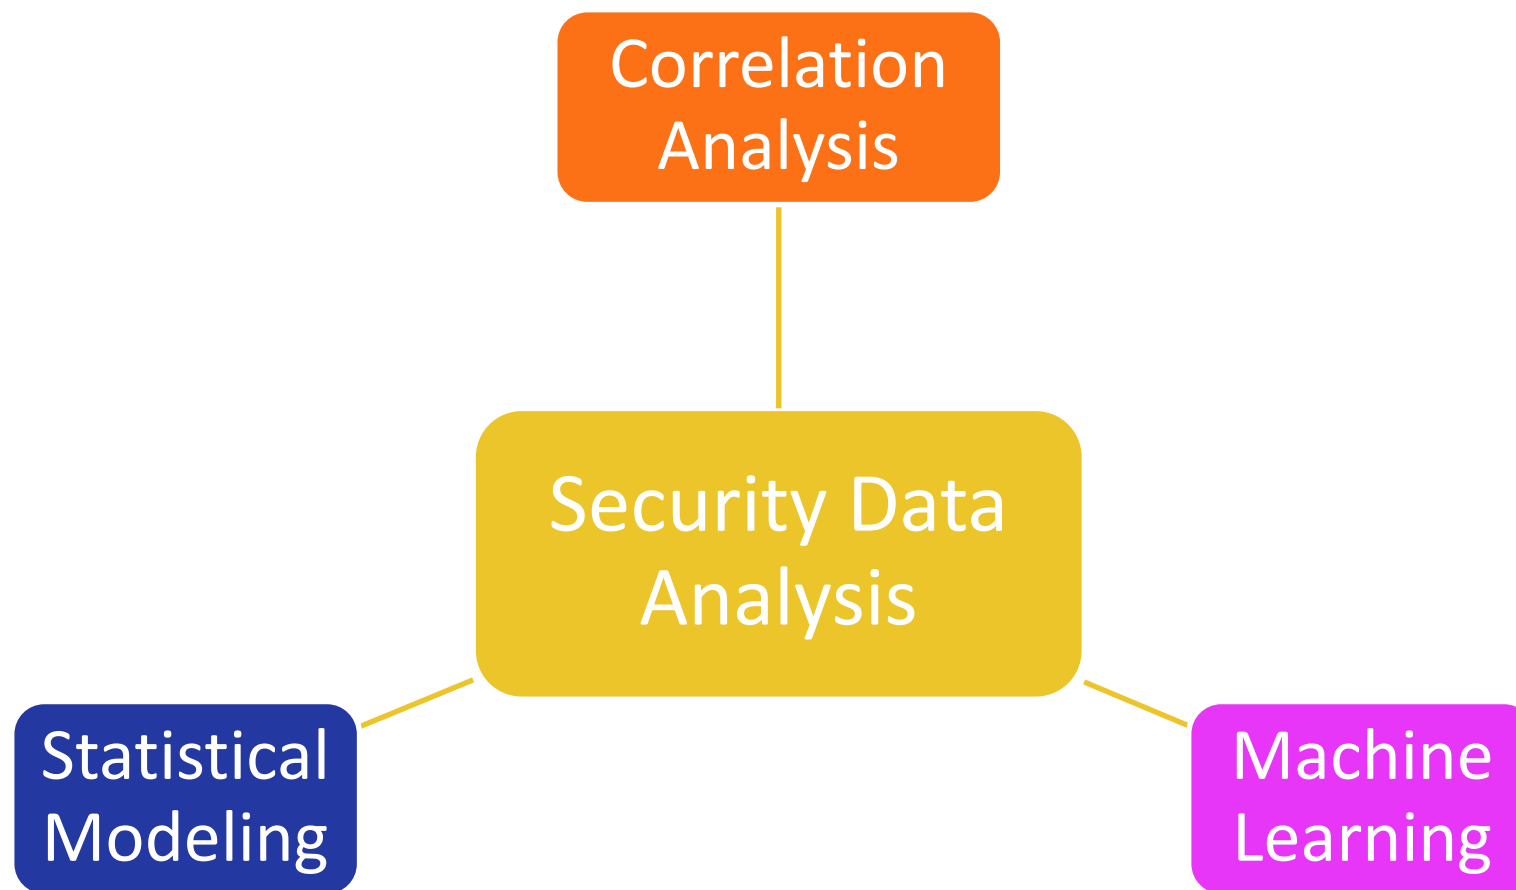 Correlation
Analysis
Security Data
Analysis
Statistical
Modeling
Machine
Learning